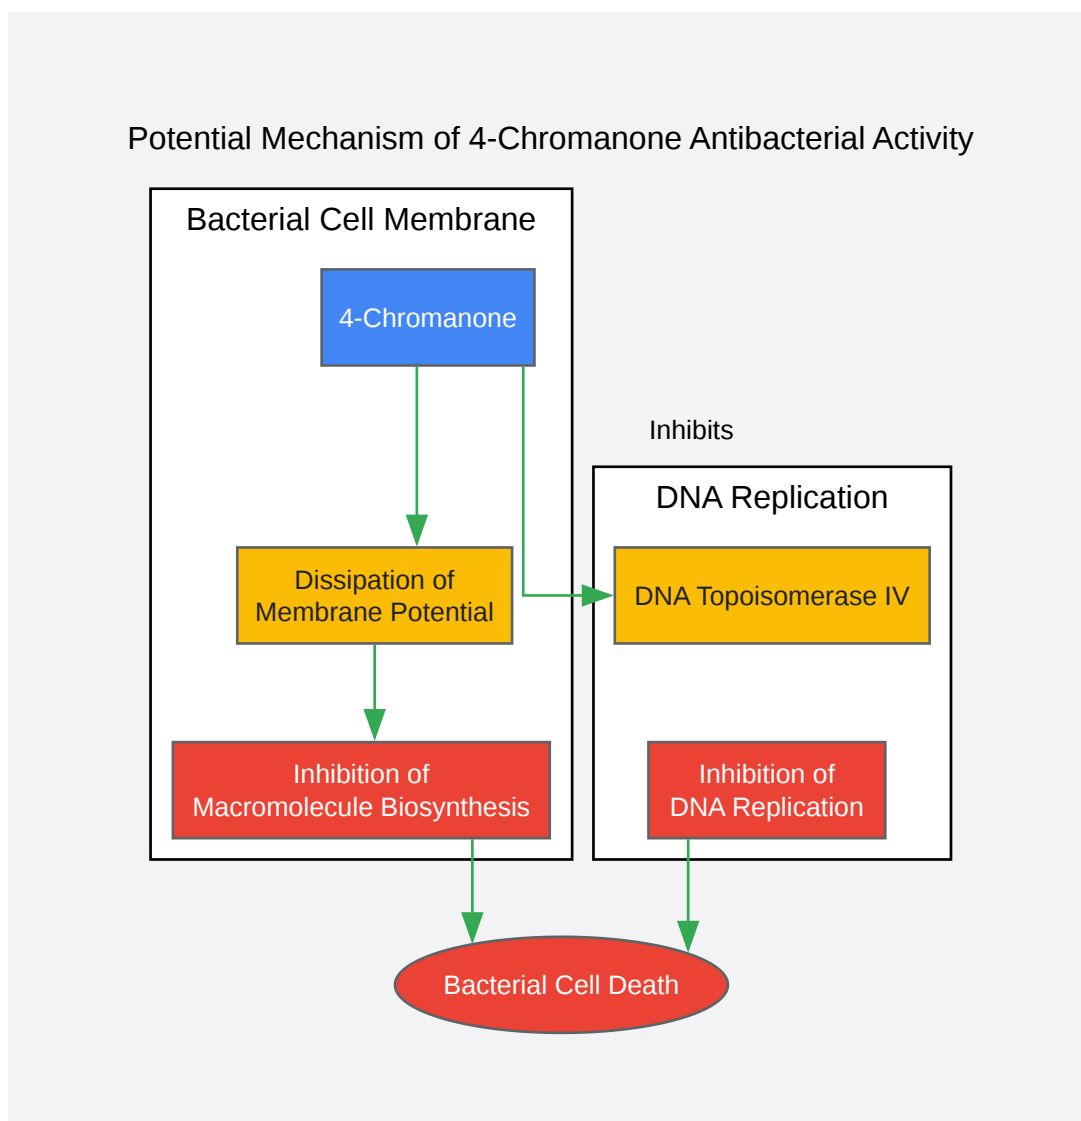 Potential Mechanism of 4-Chromanone Antibacterial Activity
Bacterial Cell Membrane
4-Chromanone
Inhibits
DNA Replication
Dissipation of
Membrane Potential
DNA Topoisomerase IV
Inhibition of
Macromolecule Biosynthesis
Inhibition of
DNA Replication
Bacterial Cell Death